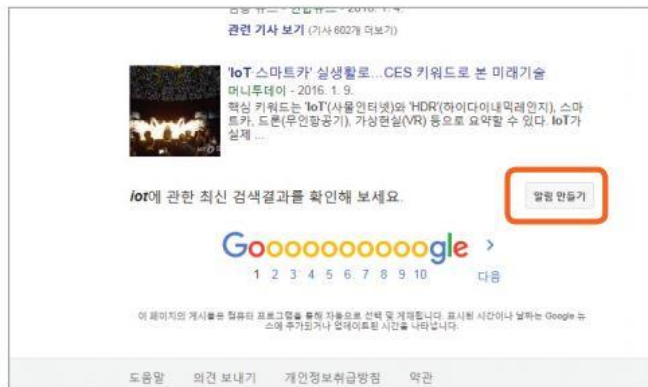 관련 기사 보기 (기사 602개 더보기)
'IoT·스마트카' 실생활로...CES 키워드로 본 미래기술
머니투데이 - 2016. 1. 9.
핵심 키워드는 'IoT'(사물인터넷)와 'HDR'(하이다이내믹레인지), 스마
트카, 드론(무인항공기), 가상현실(VR) 등으로 요약할 수 있다. IoT가
실제 ...
iot에 관한 최신 검색결과를 확인해 보세요.
알림 만들기
Goooooooooogle >
1 2 3 4 5 6 7 8 9 10 다음
이 페이지의 게시물은 컴퓨터 프로그램을 통해 자동으로 선택 및 게재됩니다. 표시된 시간이나 날짜는 Google 뉴
스에 추가되거나 업데이트된 시간을 나타냅니다.
도움말 의견 보내기 개인정보취급방침 약관